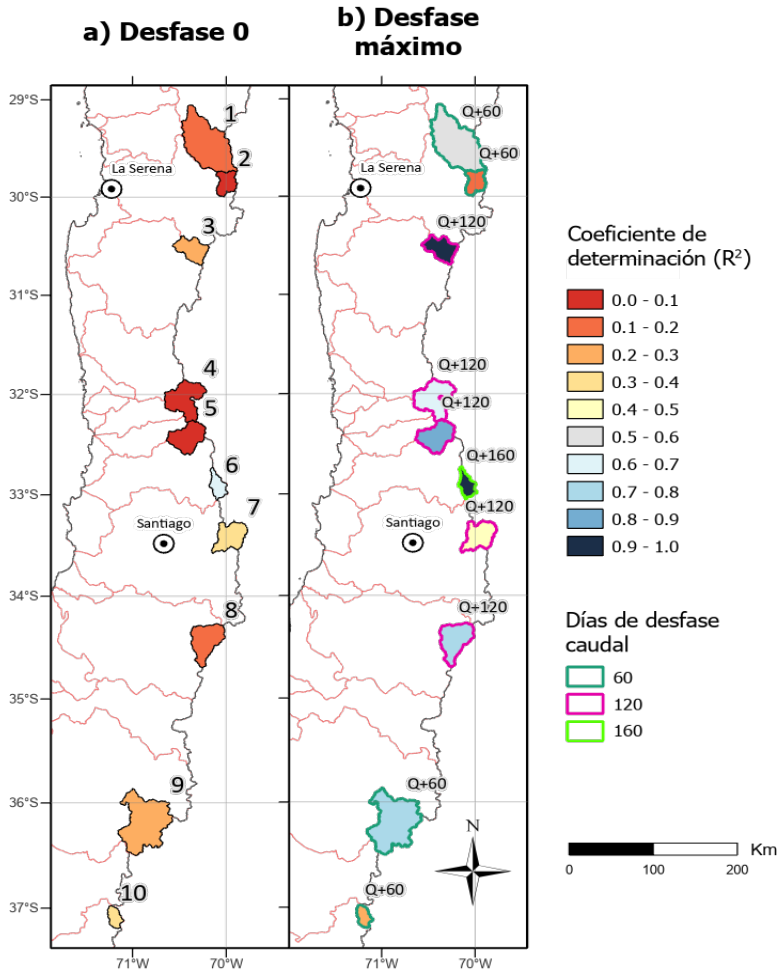 a) Desfase 0
b) Desfase
máximo
29°S
30°S
31°S
32°S
33°S
34°S
35°S
36°S
37°S
1
2
La Serena
3
4
5
6
7
Santiago
8
9
10
71°W
70°W
Q+60
Q+60
La Serena
Q+120
Q+120
Q+120
Q+160
Q+120
Santiago
Q+120
Q+60
Q+60
N
71°W
70°W
Coeficiente de
determinación (R²)
0.0 - 0.1
0.1 - 0.2
0.2 - 0.3
0.3 - 0.4
0.4 - 0.5
0.5 - 0.6
0.6 - 0.7
0.7 - 0.8
0.8 - 0.9
0.9 - 1.0
Días de desfase
caudal
60
120
160
Km
0 100 200